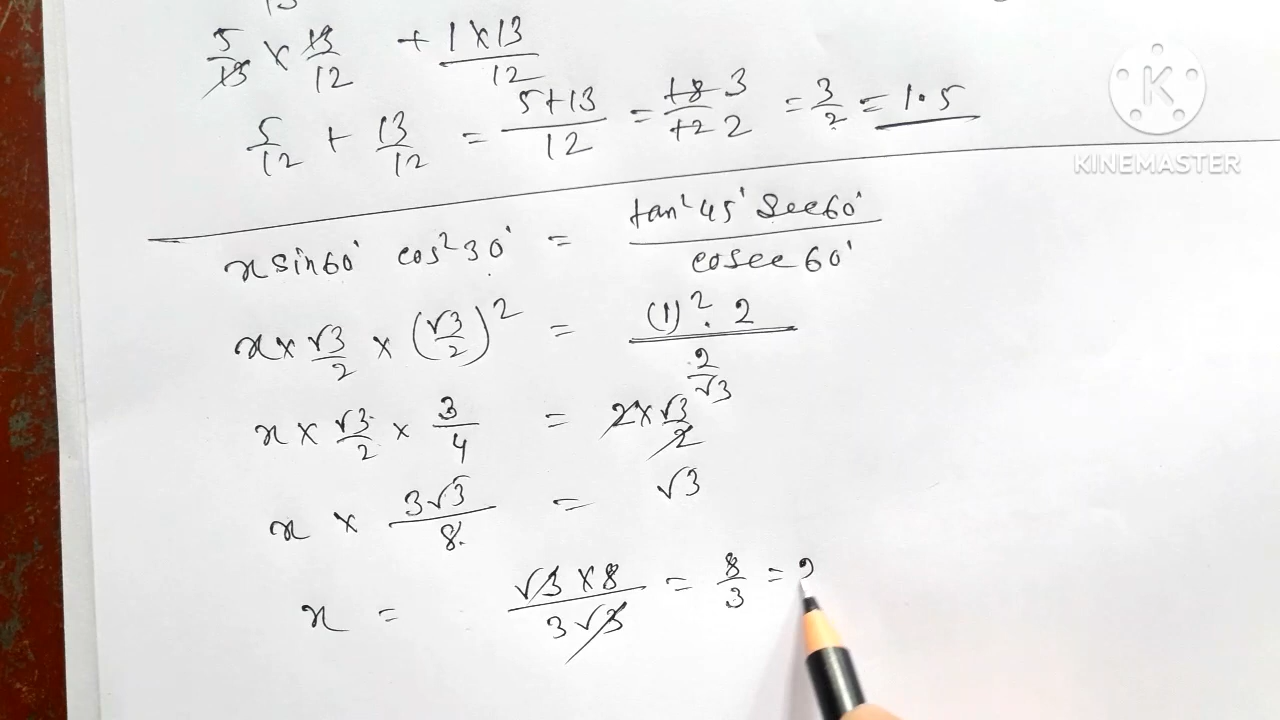 5/13 × 13/12 + 1×13/12
5/12 + 13/12 = 5+13/12 = 18/12 3/2 = 3/2 = 1.5
KINEMASTER
x sin60° cos²30° = tan²45° sec60°/cosec60°
x × √3/2 × (√3/2)² = (1)².2/2/√3
x × √3/2 × 3/4 = 2×√3/2
x × 3√3/8 = √3
x = √3×8/3√3 = 8/3 =